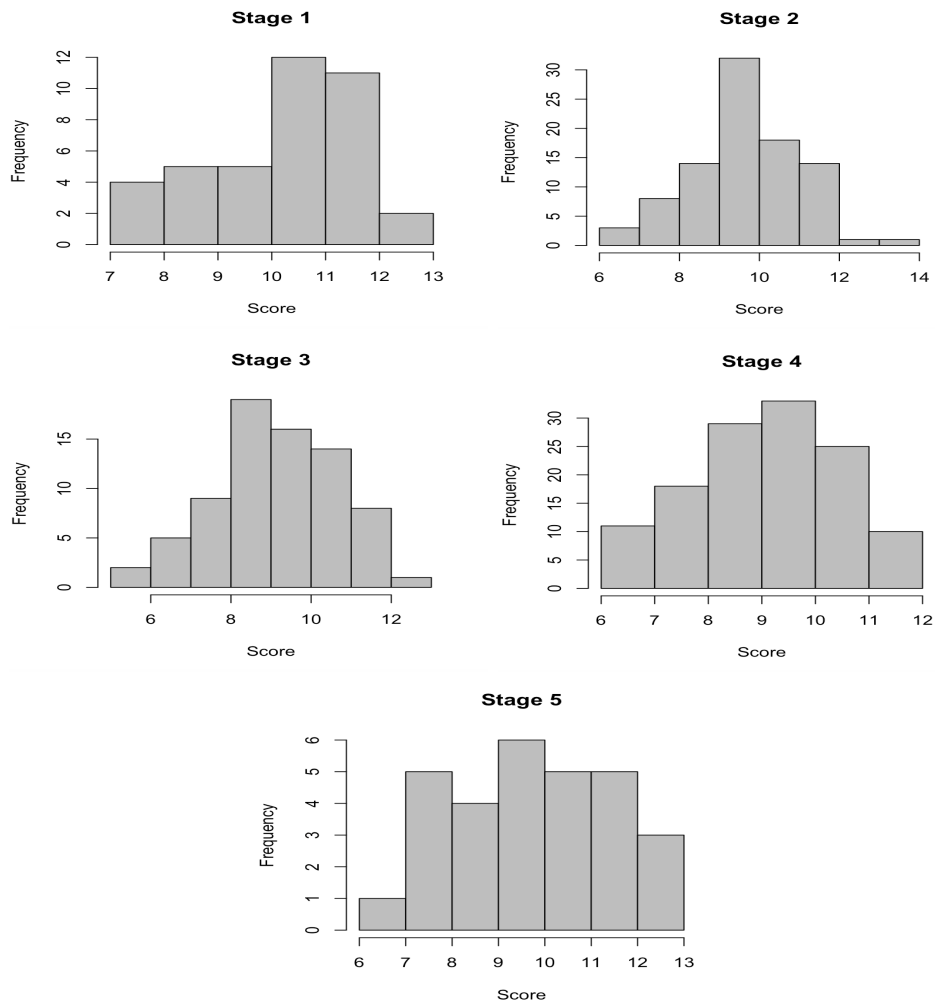 Stage 1
Frequency
0 2 4 6 8 10 12
7 8 9 10 11 12 13
Score
Stage 2
Frequency
0 5 10 15 20 25 30
6 8 10 12 14
Score
Stage 3
Frequency
0 5 10 15
6 8 10 12
Score
Stage 4
Frequency
0 5 10 15 20 25 30
6 7 8 9 10 11 12
Score
Stage 5
Frequency
0 1 2 3 4 5 6
6 7 8 9 10 11 12 13
Score